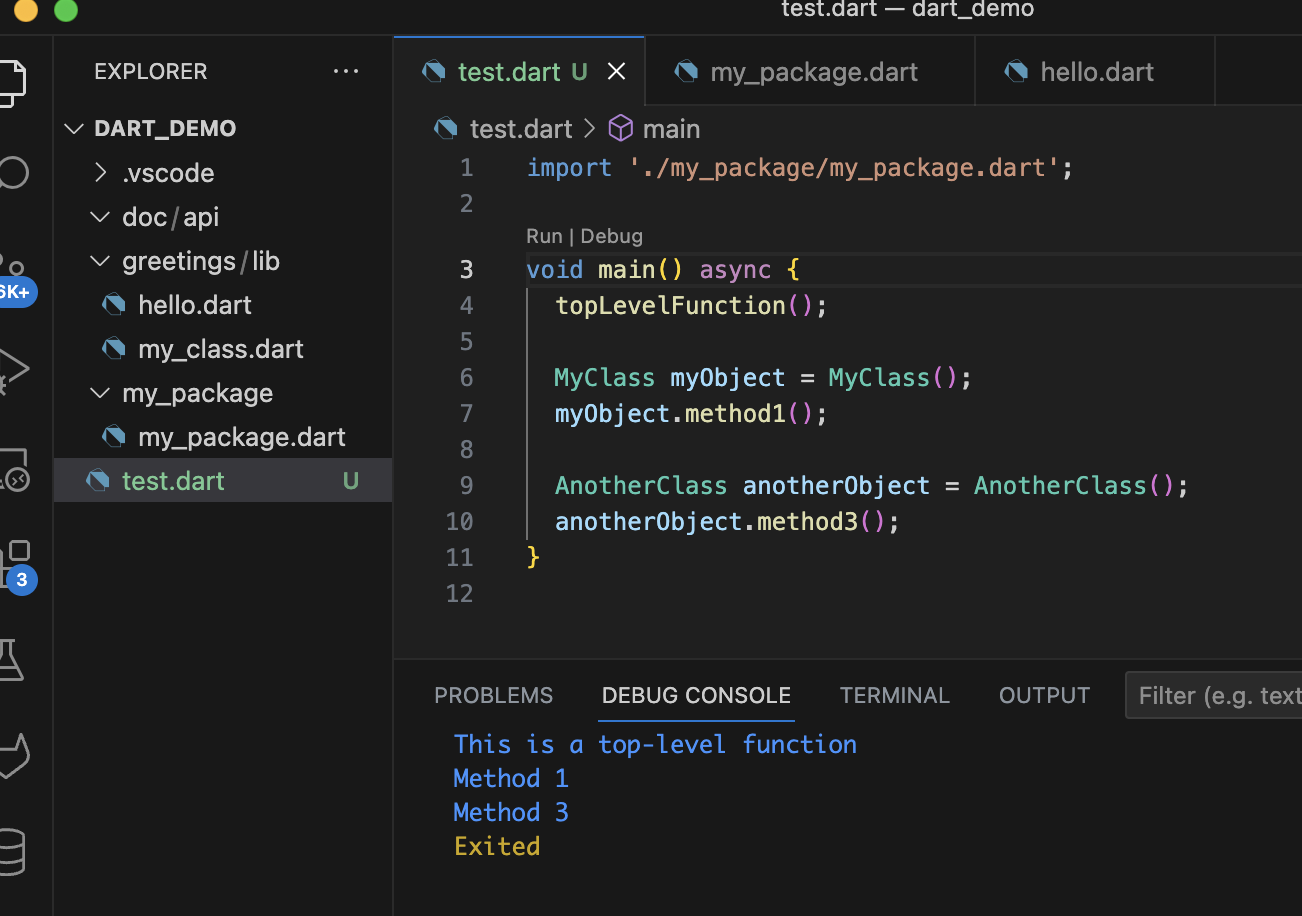 test.dart — dart_demo
EXPLORER
DART_DEMO
.vscode
doc/api
greetings/lib
hello.dart
my_class.dart
my_package
my_package.dart
test.dart U
6K+
3
test.dart U my_package.dart hello.dart
test.dart > main
1 import './my_package/my_package.dart';
2
Run | Debug
3 void main() async {
4 topLevelFunction();
5
6 MyClass myObject = MyClass();
7 myObject.method1();
8
9 AnotherClass anotherObject = AnotherClass();
10 anotherObject.method3();
11 }
12
PROBLEMS DEBUG CONSOLE TERMINAL OUTPUT Filter (e.g. text
This is a top-level function
Method 1
Method 3
Exited